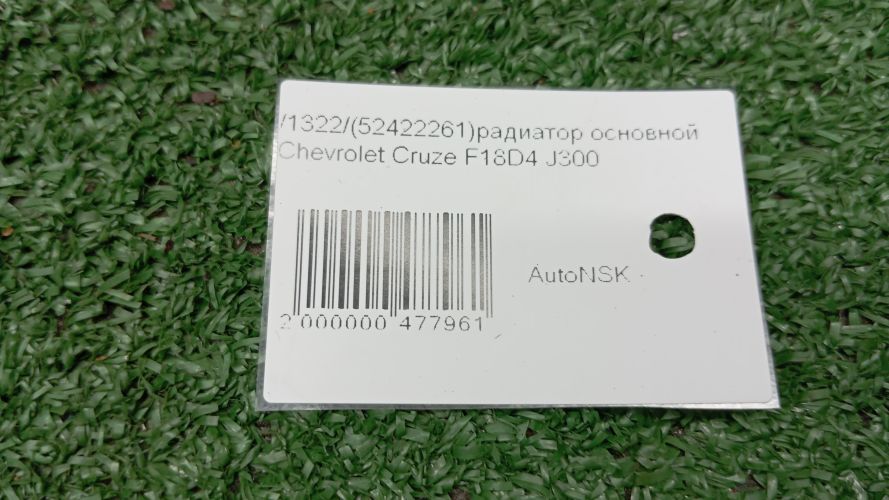 /1322/(52422261)радиатор основной
Chevrolet Cruze F18D4 J300
AutoNSK
2 000000 477961